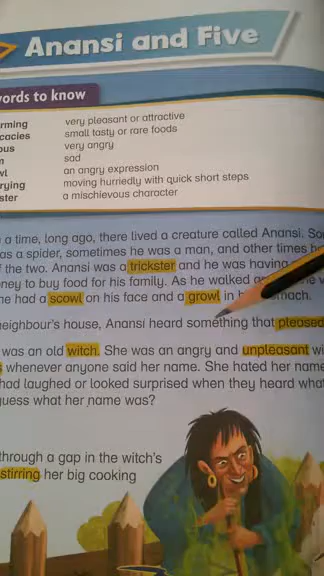 Anansi and Five
words to know
rming very pleasant or attractive
cacies small tasty or rare foods
ous very angry
n sad
wl an angry expression
rying moving hurriedly with quick short steps
ster a mischievous character
a time, long ago, there lived a creature called Anansi. So
as a spider, sometimes he was a man, and other times h
f the two. Anansi was a trickster and he was having
ney to buy food for his family. As he walked
he had a scowl on his face and a growl in h mach.
neighbour's house, Anansi heard something that pleased
was an old witch. She was an angry and unpleasant wi
whenever anyone said her name. She hated her name
had laughed or looked surprised when they heard what
guess what her name was?
through a gap in the witch's
stirring her big cooking